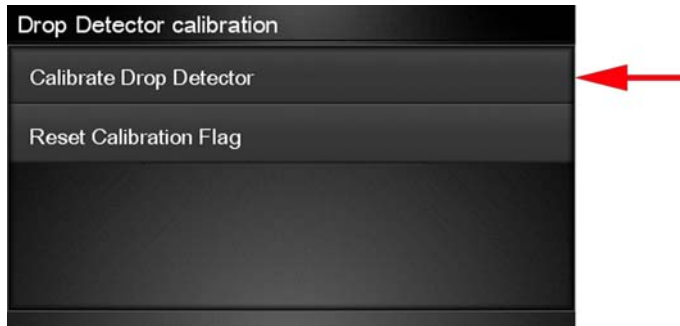 Drop Detector calibration
Calibrate Drop Detector
Reset Calibration Flag